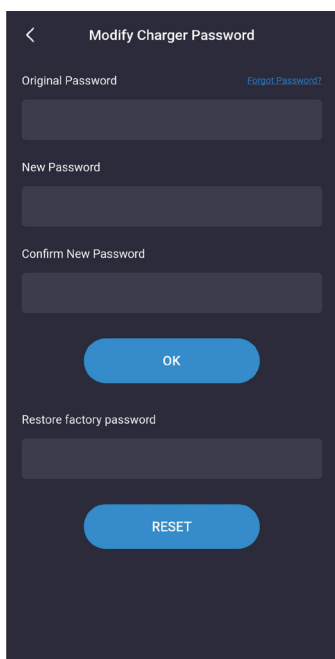 Modify Charger Password
Original Password Forgot Password?
New Password
Confirm New Password
OK
Restore factory password
RESET